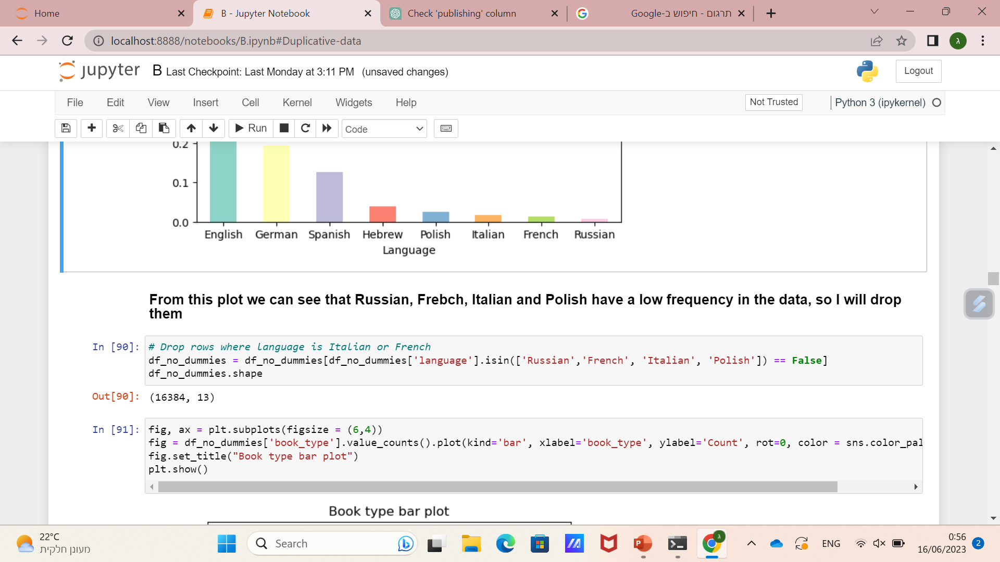 Home
B - Jupyter Notebook
Check 'publishing' column
תרגום - חיפוש ב-Google
localhost:8888/notebooks/B.ipynb#Duplicative-data
λ
jupyter B Last Checkpoint: Last Monday at 3:11 PM (unsaved changes)
Logout
File Edit View Insert Cell Kernel Widgets Help
Not Trusted
Python 3 (ipykernel)
Run
Code
0.2
0.1
0.0
English German Spanish Hebrew Polish Italian French Russian
Language
From this plot we can see that Russian, Frebch, Italian and Polish have a low frequency in the data, so I will drop
them
In [90]:
# Drop rows where language is Italian or French
df_no_dummies = df_no_dummies[df_no_dummies['language'].isin(['Russian','French', 'Italian', 'Polish']) == False]
df_no_dummies.shape
Out[90]: (16384, 13)
In [91]:
fig, ax = plt.subplots(figsize = (6,4))
fig = df_no_dummies['book_type'].value_counts().plot(kind='bar', xlabel='book_type', ylabel='Count', rot=0, color = sns.color_pal
fig.set_title("Book type bar plot")
plt.show()
Book type bar plot
22°C
מעונן חלקית
Search
ENG
0:56
16/06/2023
2